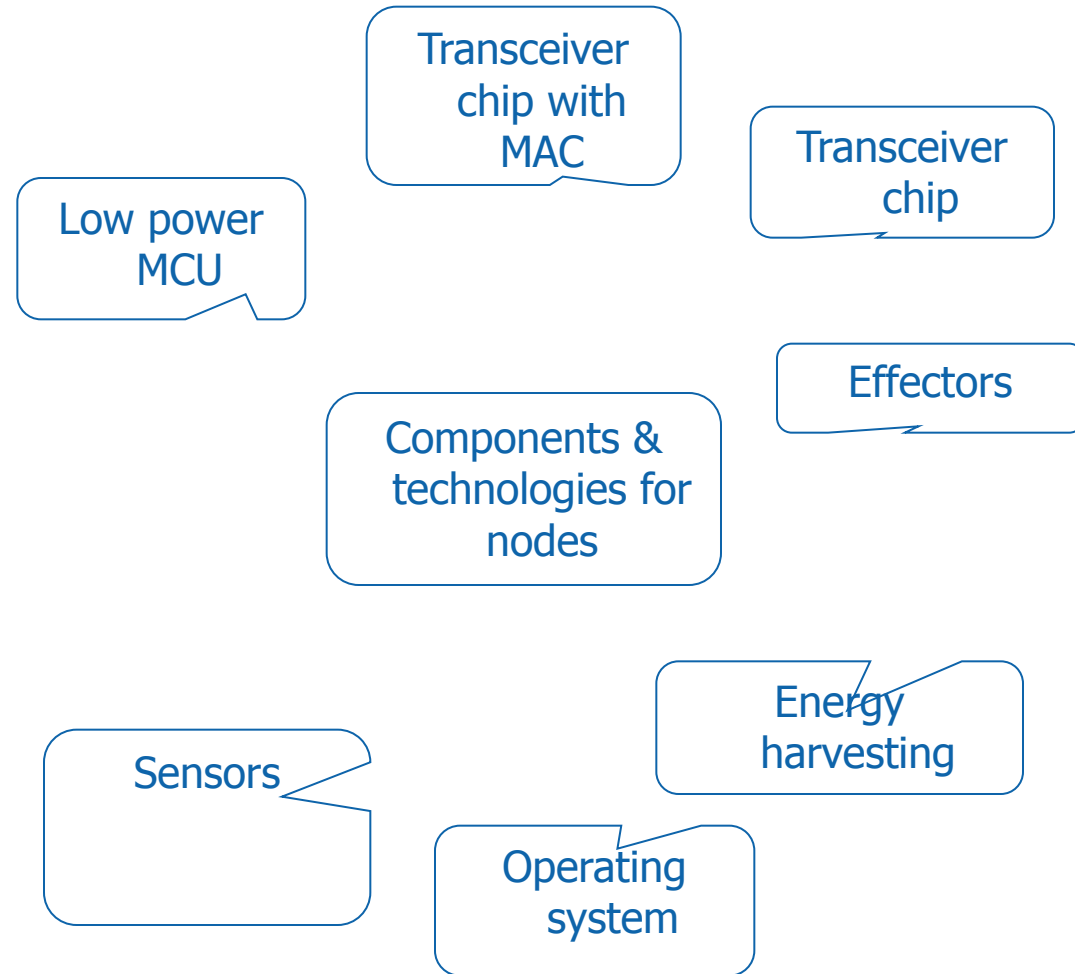 Transceiver
chip with
MAC
Transceiver
chip
Low power
MCU
Effectors
Components &
technologies for
nodes
Energy
harvesting
Sensors
Operating
system